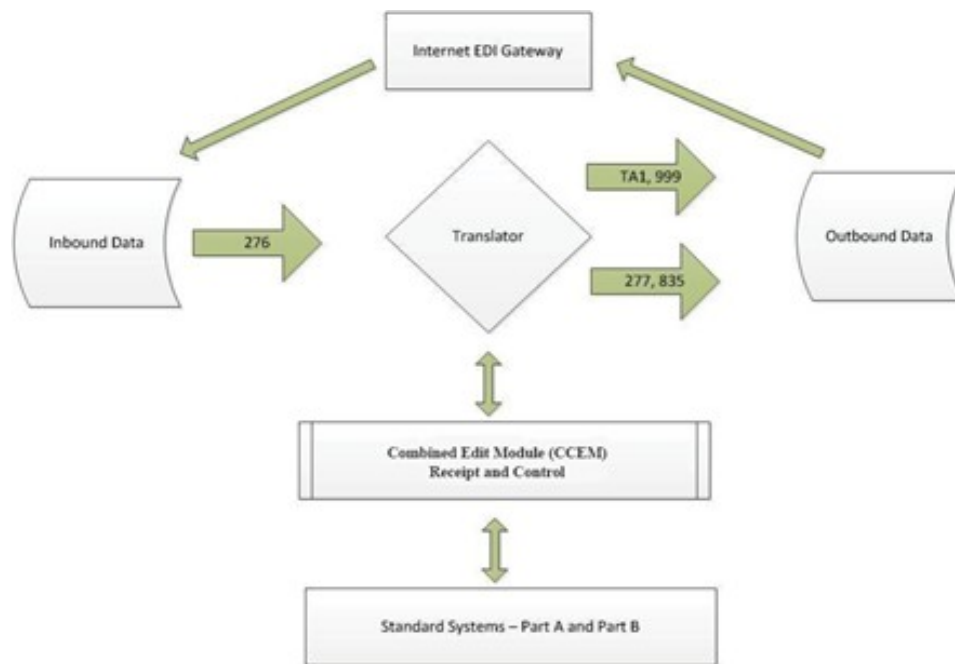 Internet EDI Gateway
TA1, 999
Inbound Data
276
Translator
Outbound Data
277, 835
Combined Edit Module (CCEM)
Receipt and Control
Standard Systems – Part A and Part B